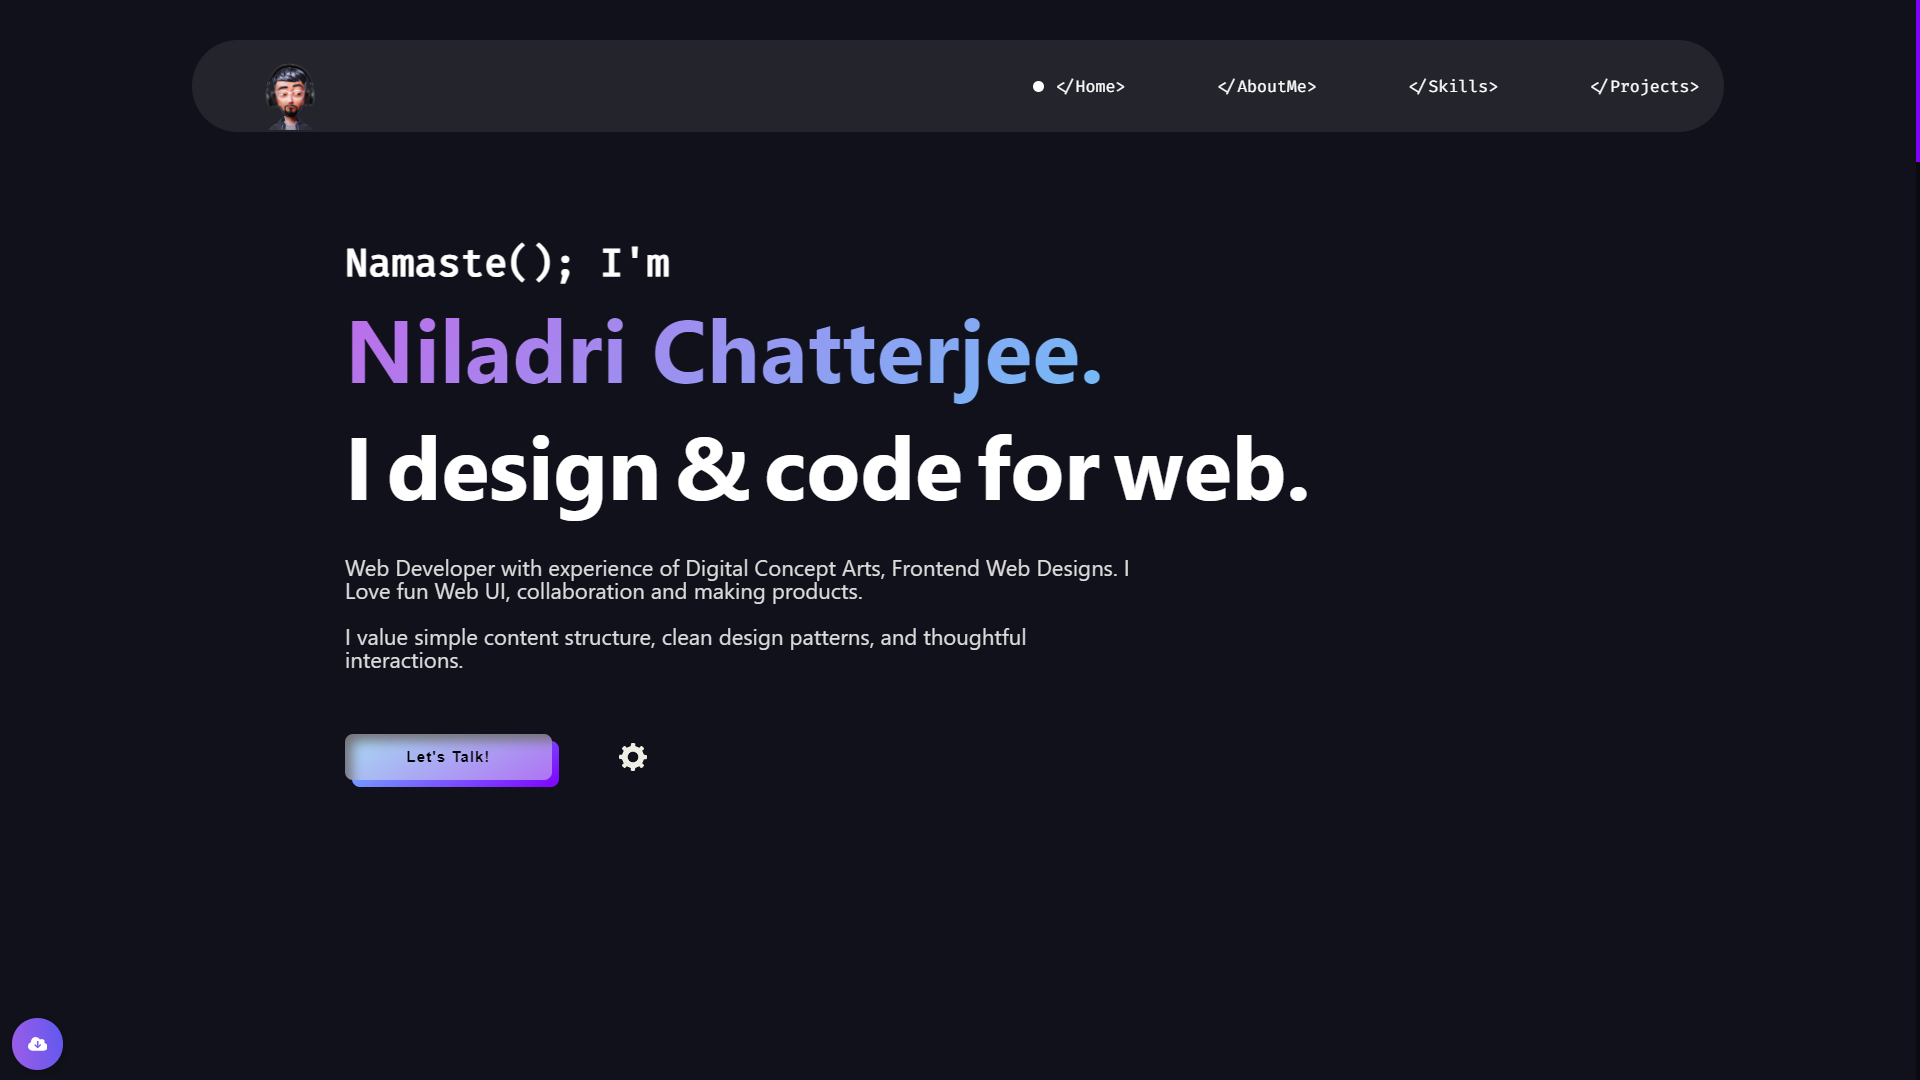 </Home>
</AboutMe>
</Skills>
</Projects>
Namaste(); I'm
Niladri Chatterjee.
I design & code for web.
Web Developer with experience of Digital Concept Arts, Frontend Web Designs. I
Love fun Web UI, collaboration and making products.
I value simple content structure, clean design patterns, and thoughtful
interactions.
Let's Talk!